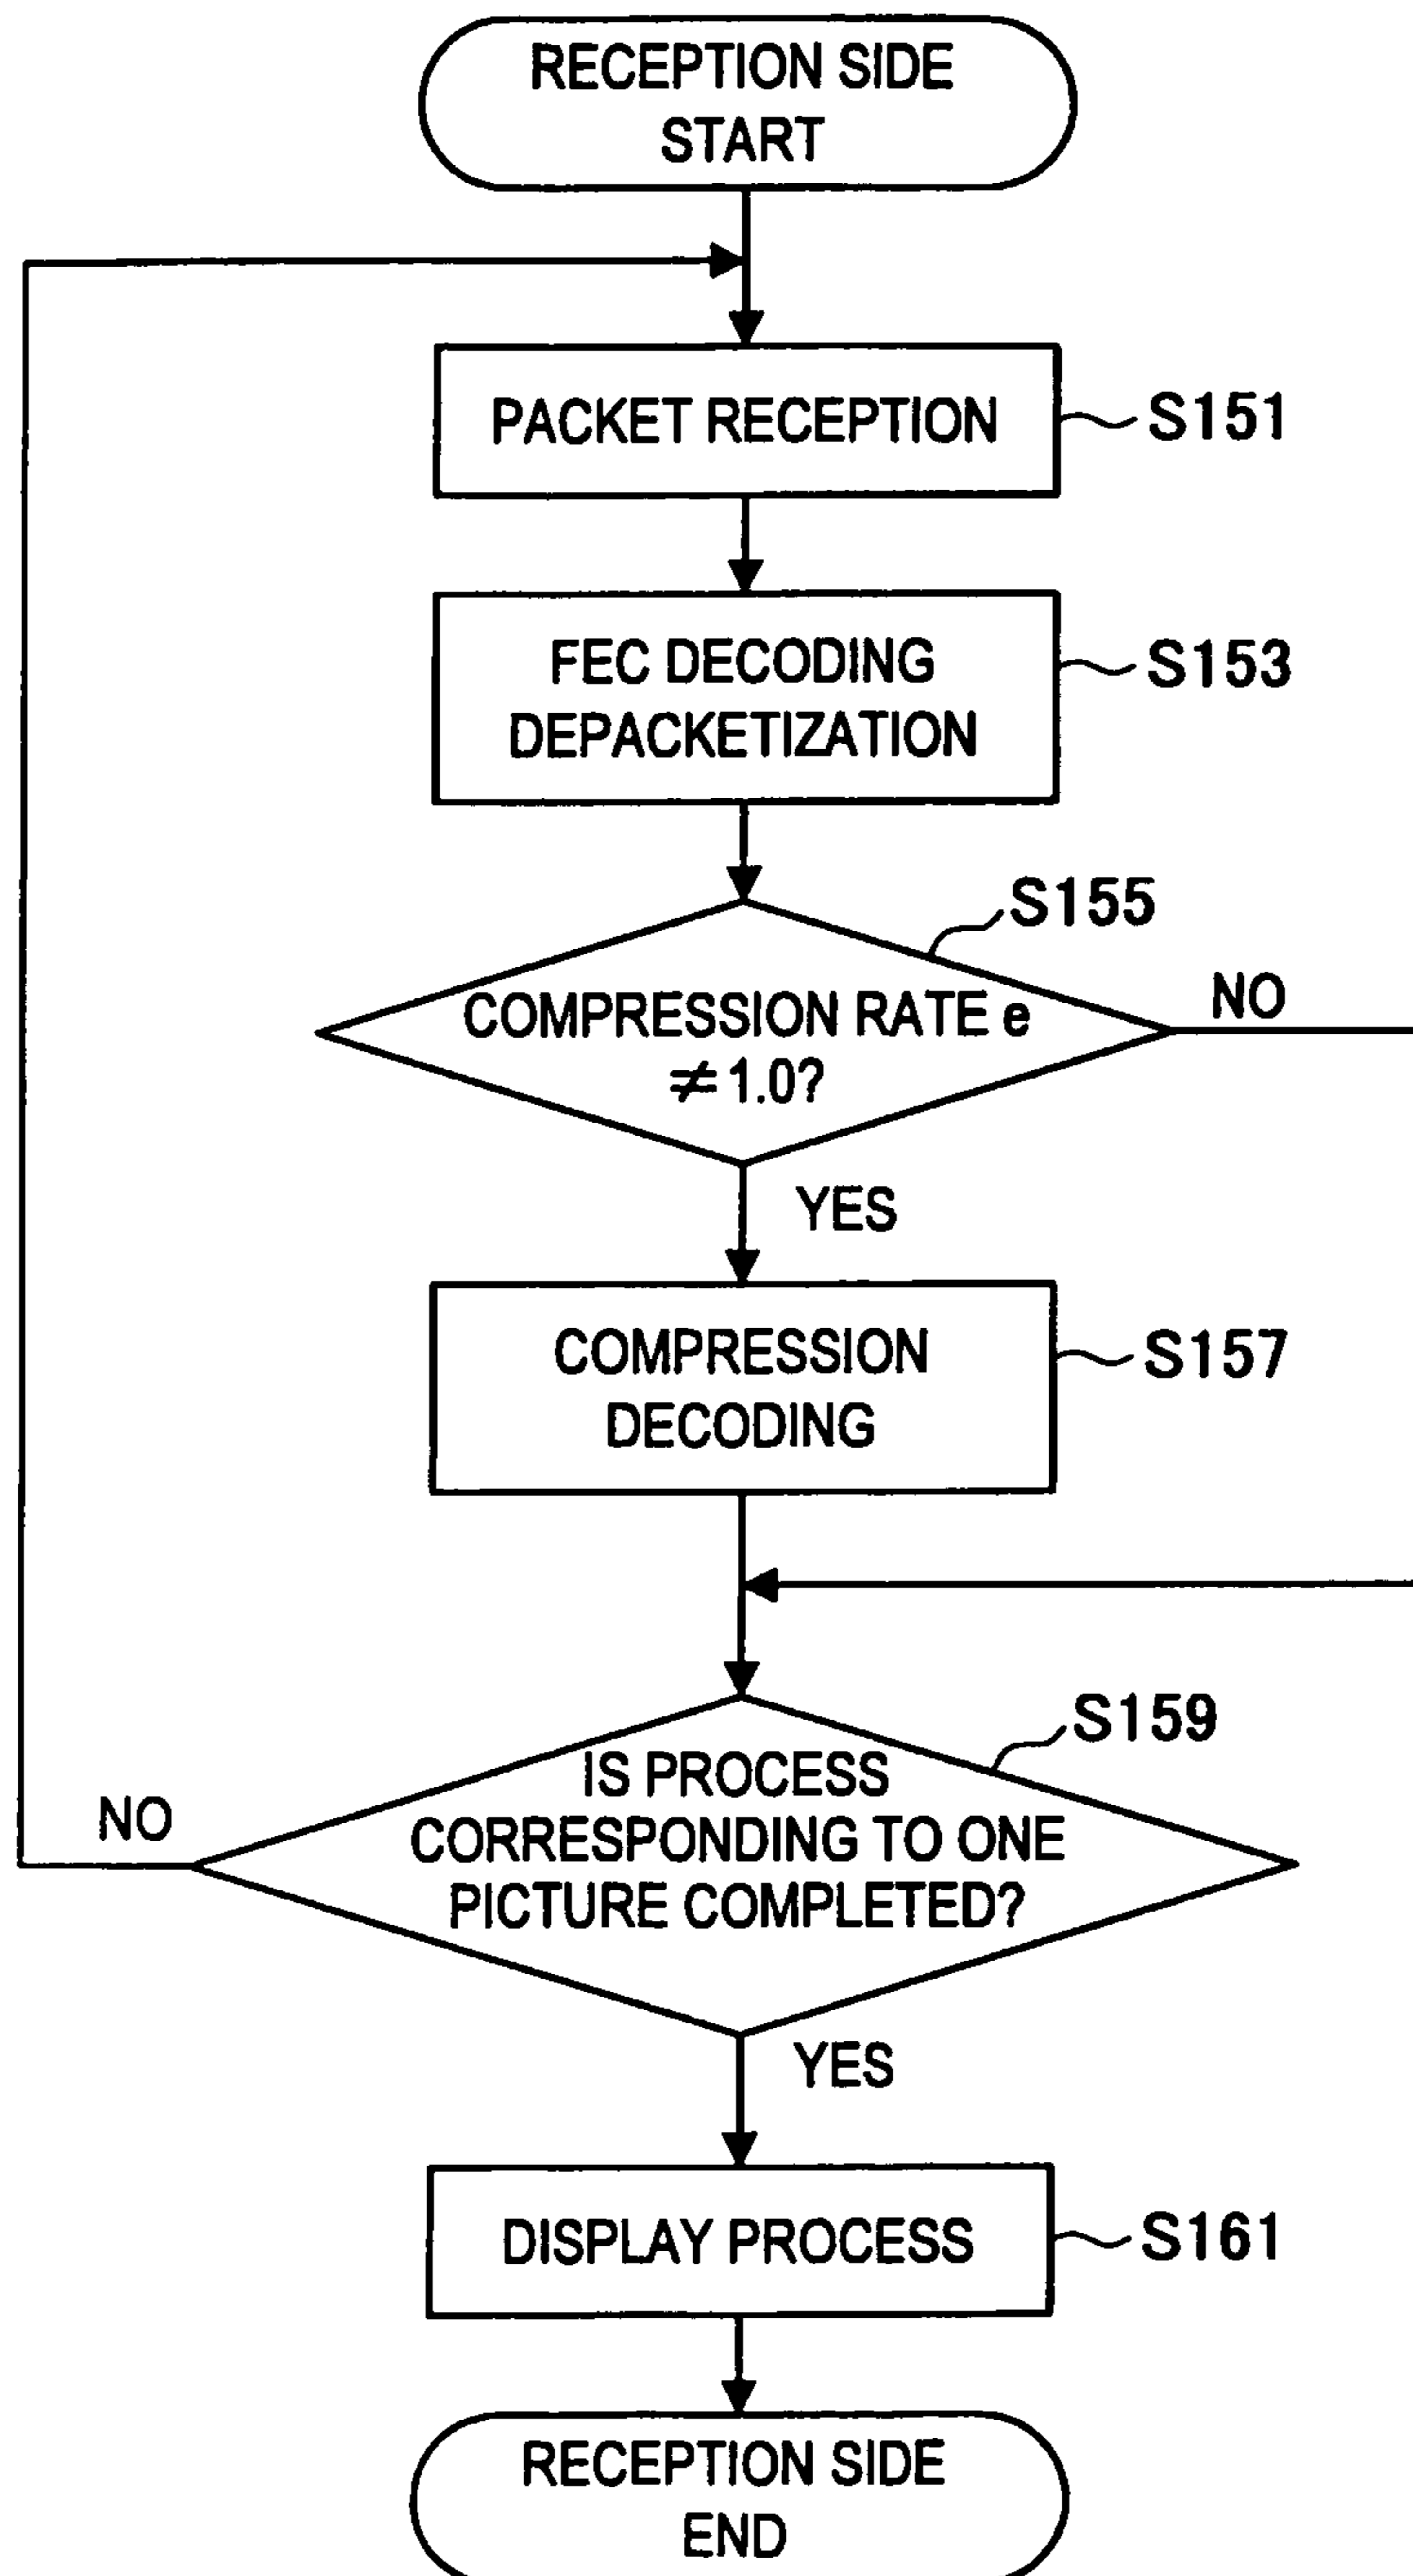 RECEPTION SIDE
START
PACKET RECEPTION
S151
FEC DECODING
DEPACKETIZATION
S153
S155
COMPRESSION RATE e
≠1.0?
NO
YES
COMPRESSION
DECODING
S157
S159
IS PROCESS
CORRESPONDING TO ONE
PICTURE COMPLETED?
NO
YES
DISPLAY PROCESS
S161
RECEPTION SIDE
END